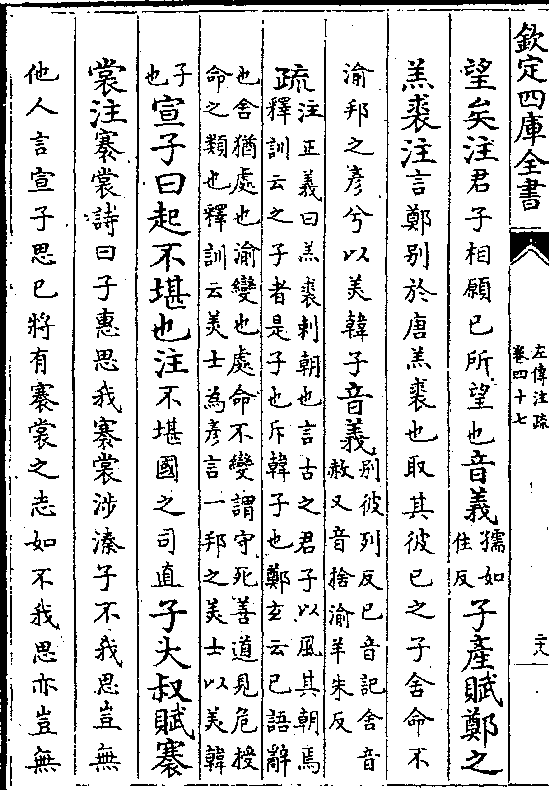 欽定四庫全書
左傳注疏
卷四十七
望矣注君子相願已所望也音義孺如住反子產賦鄭之
羔裘注言鄭别於唐羔裘也取其彼已之子舍命不
渝邦之彥兮以美韓子音義别彼列反已音記舍音赦又音捨渝羊朱反
疏注正義曰羔裘刺朝也言古之君子以風其朝焉
釋訓云之子者是子也斥韓子也鄭玄云已語辭
也舍猶處也渝變也處命不變謂守死善道見危授
命之類也釋訓云美士為彥言一邦之美士以美韓
子也宣子曰起不堪也注不堪國之司直子大叔賦褰
裳注褰裳詩曰子惠思我褰裳涉溱子不我思豈無
他人言宣子思已將有褰裳之志如不我思亦豈無